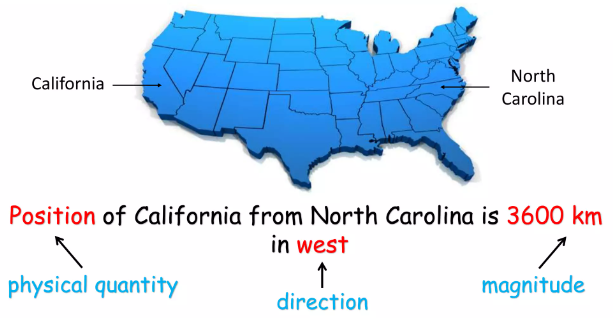 California
North
Carolina
Position of California from North Carolina is 3600 km
in west
physical quantity
direction
magnitude